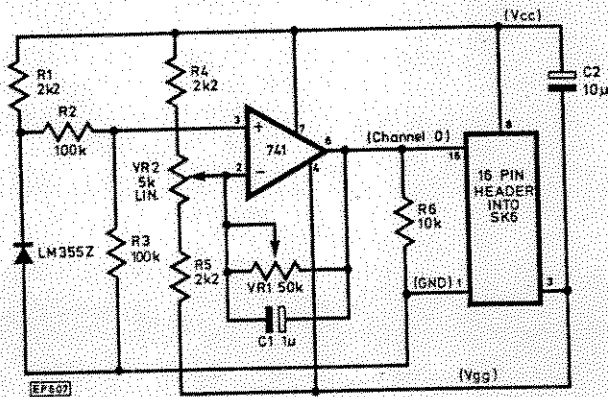 (Vcc)
R1
2k2
R2
100k
R4
2k2
C2
10µ
3
+
7
741
6
2
−
4
(Channel 0)
16
8
16 PIN
HEADER
INTO
SK6
VR2
5k
LIN.
R6
10k
LM355Z
R3
100k
R5
2k2
VR1 50k
C1 1µ
(GND)
1
3
(Vgg)
EP607